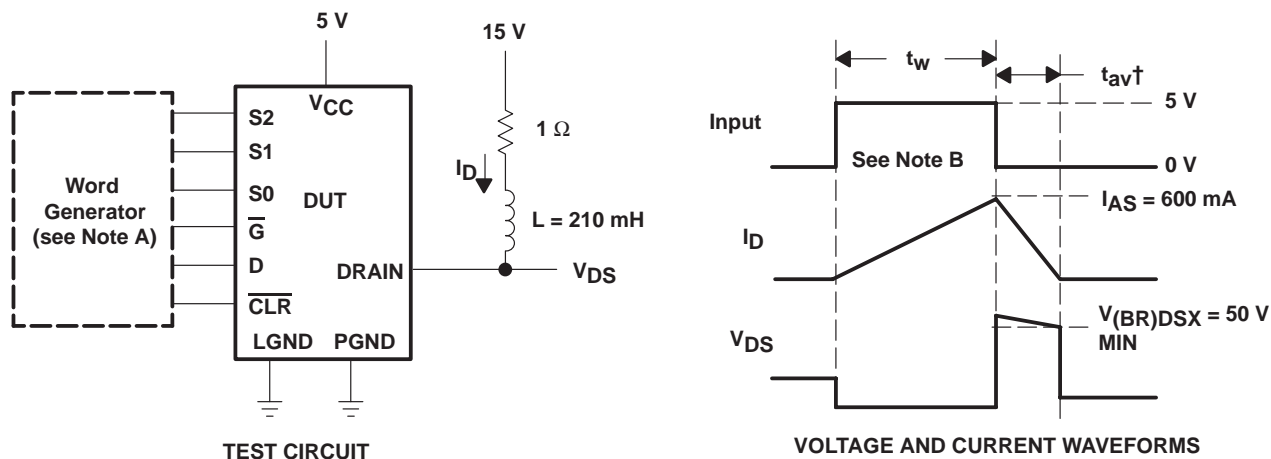 5 V
15 V
VCC
S2
S1
S0
G
D
CLR
Word
Generator
(see Note A)
DUT
DRAIN
LGND PGND
1 Ω
ID
L = 210 mH
VDS
TEST CIRCUIT
tw
tav†
Input
5 V
See Note B
0 V
IAS = 600 mA
ID
V(BR)DSX = 50 V
MIN
VDS
VOLTAGE AND CURRENT WAVEFORMS